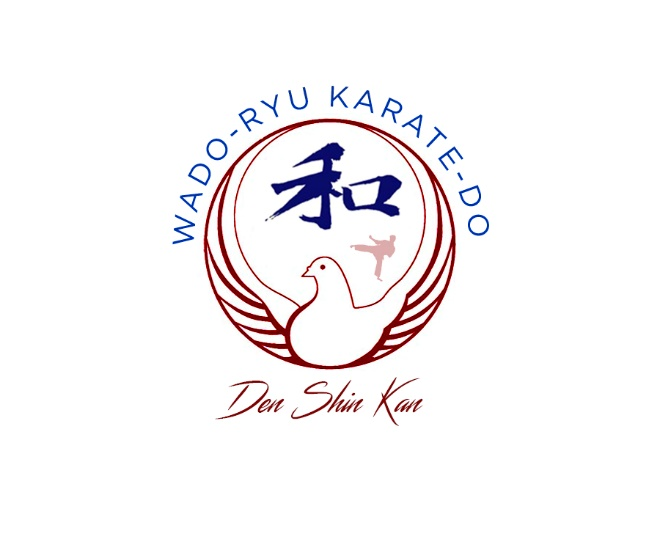 WADO-RYU KARATE-DO
和
Den Shin Kan